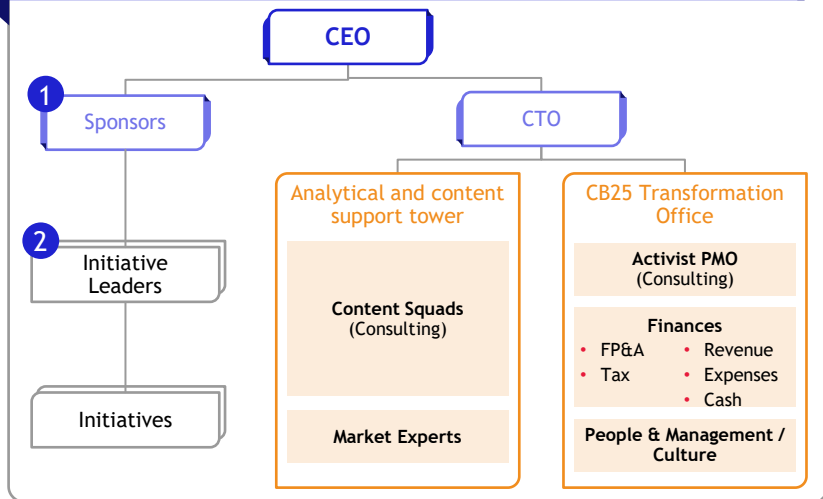 CEO
1
Sponsors
CTO
2
Initiative
Leaders
Initiatives
Analytical and content
support tower
Content Squads
(Consulting)
Market Experts
CB25 Transformation
Office
Activist PMO
(Consulting)
Finances
• FP&A
• Tax
• Revenue
• Expenses
• Cash
People & Management /
Culture